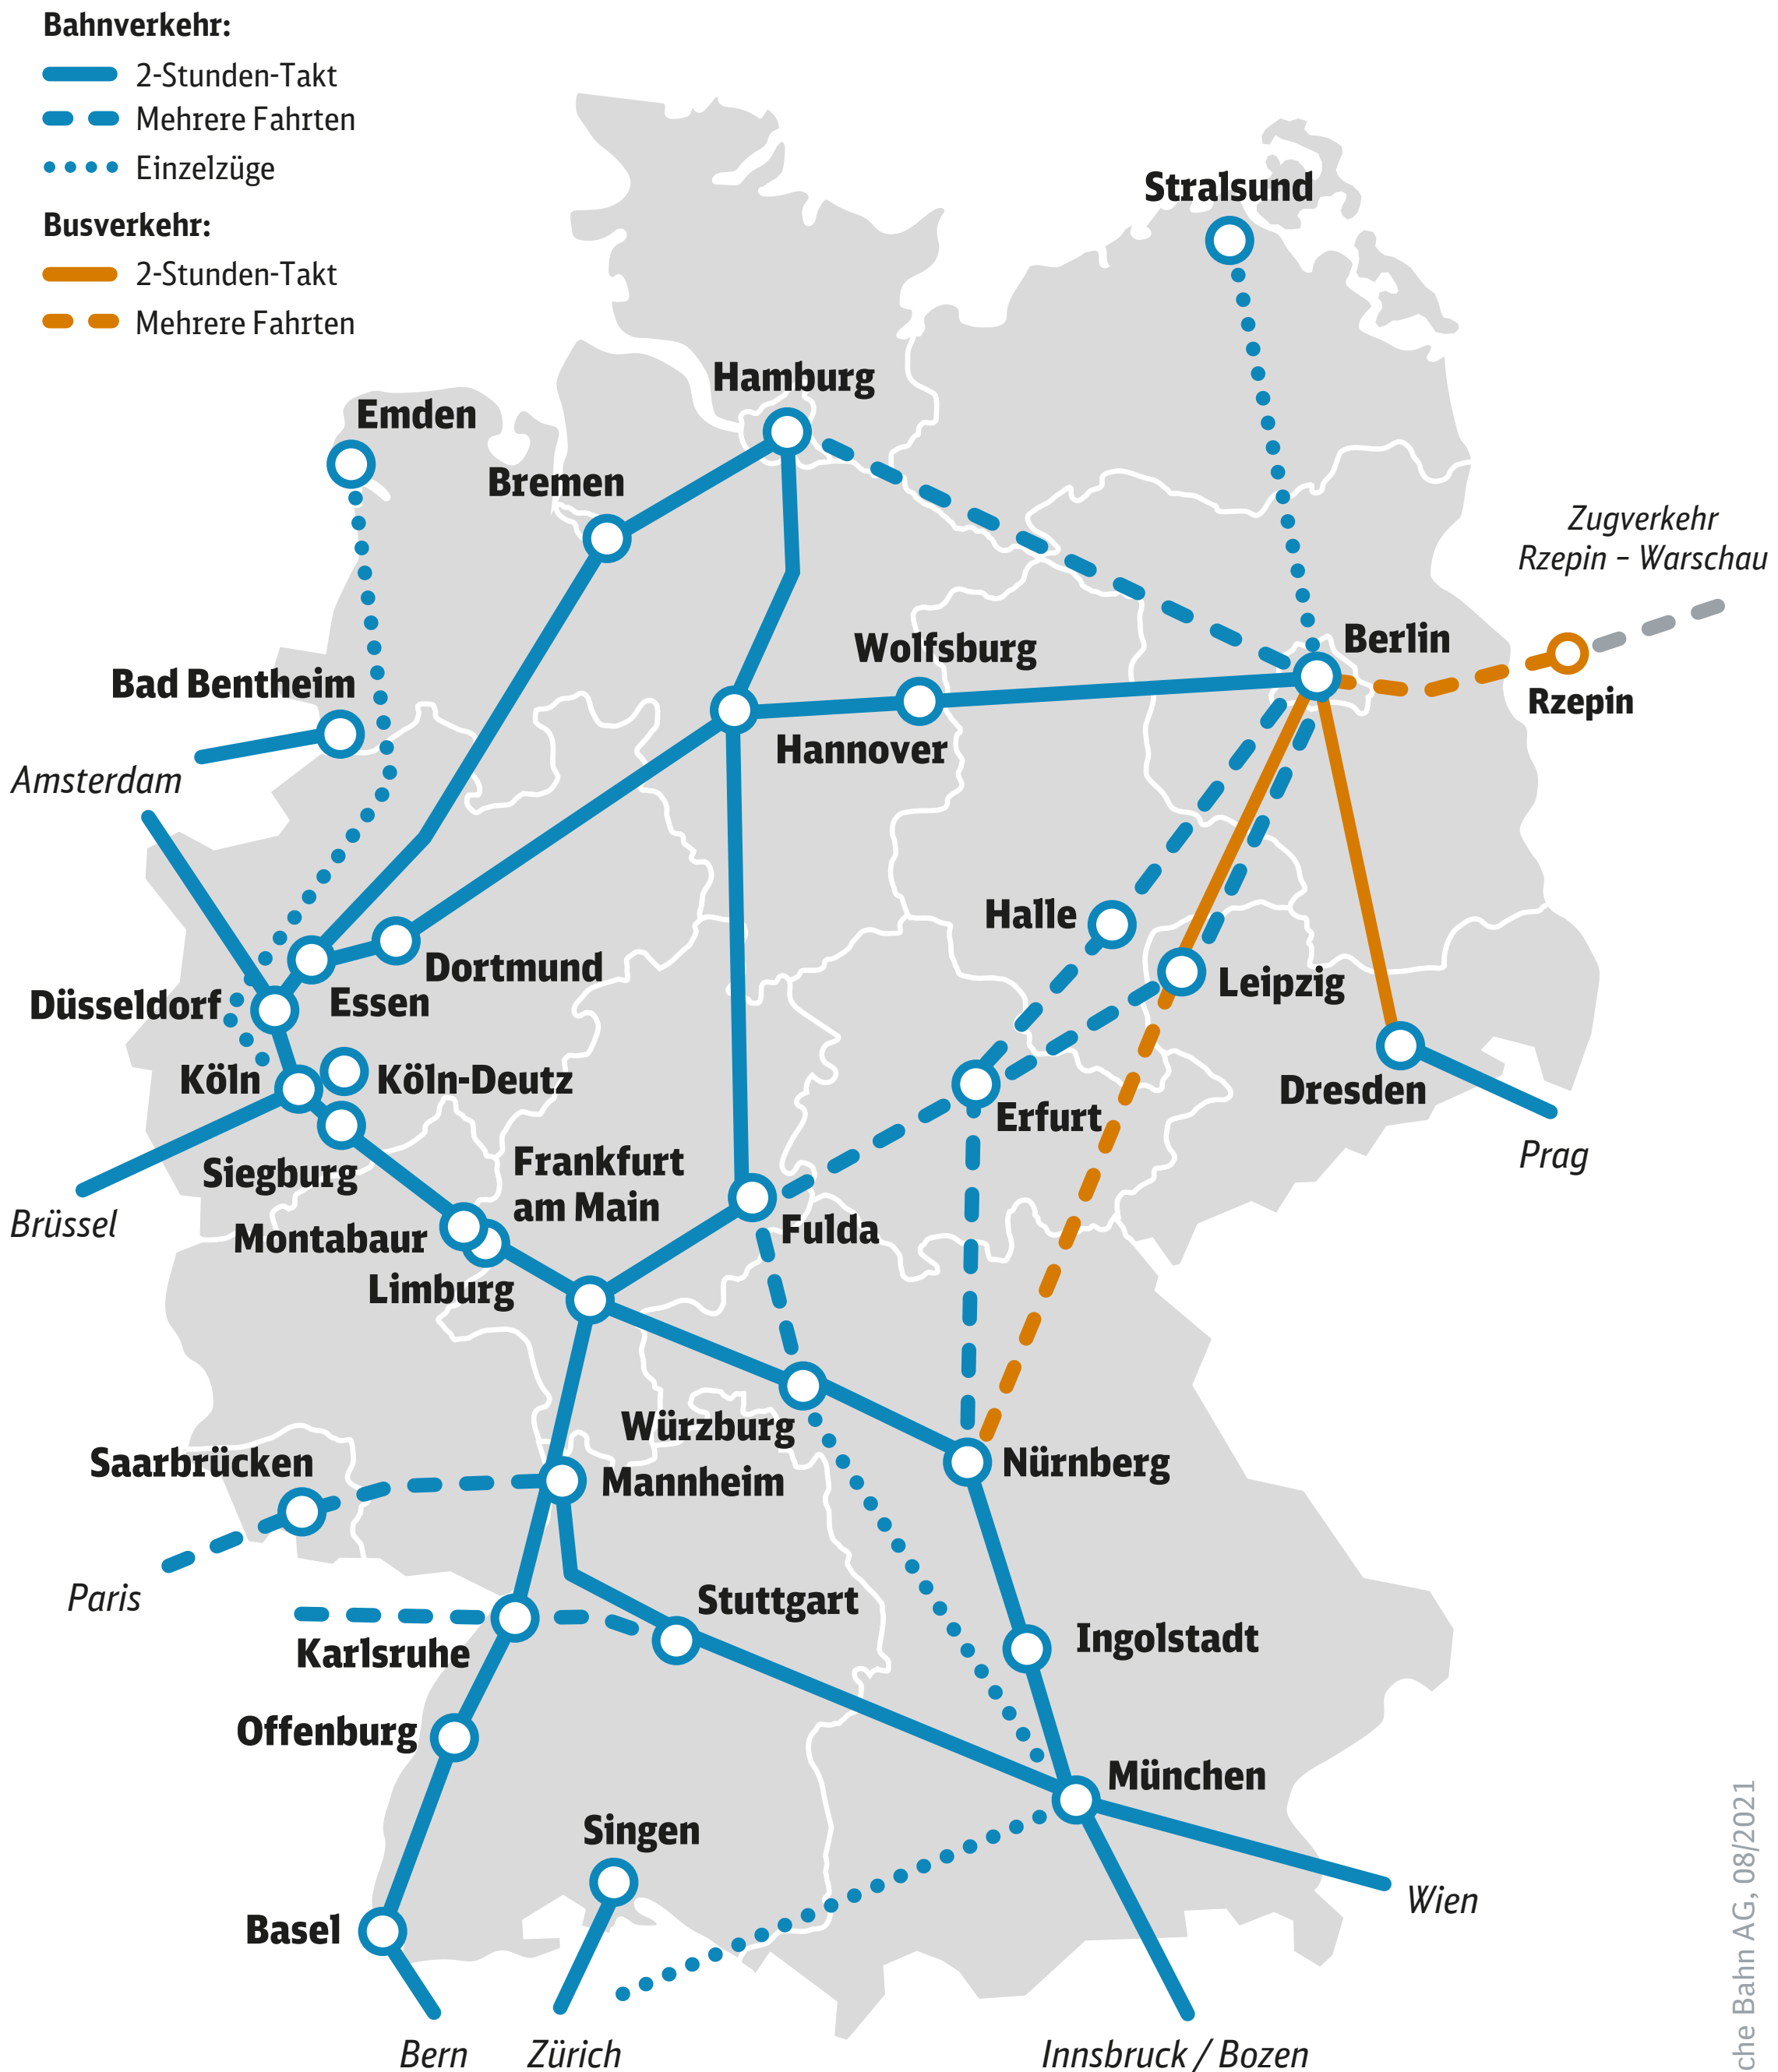 Bahnverkehr:
2-Stunden-Takt
Mehrere Fahrten
Einzelzüge
Busverkehr:
2-Stunden-Takt
Mehrere Fahrten
Stralsund
Hamburg
Emden
Bremen
Zugverkehr
Rzepin – Warschau
Berlin
Wolfsburg
Bad Bentheim
Rzepin
Hannover
Amsterdam
Halle
Dortmund
Leipzig
Essen
Düsseldorf
Köln
Köln-Deutz
Dresden
Erfurt
Prag
Frankfurt
am Main
Siegburg
Brüssel
Fulda
Montabaur
Limburg
Würzburg
Saarbrücken
Nürnberg
Mannheim
Paris
Stuttgart
Ingolstadt
Karlsruhe
Offenburg
München
Singen
Wien
Basel
Bern
Zürich
Innsbruck / Bozen
che Bahn AG, 08/2021